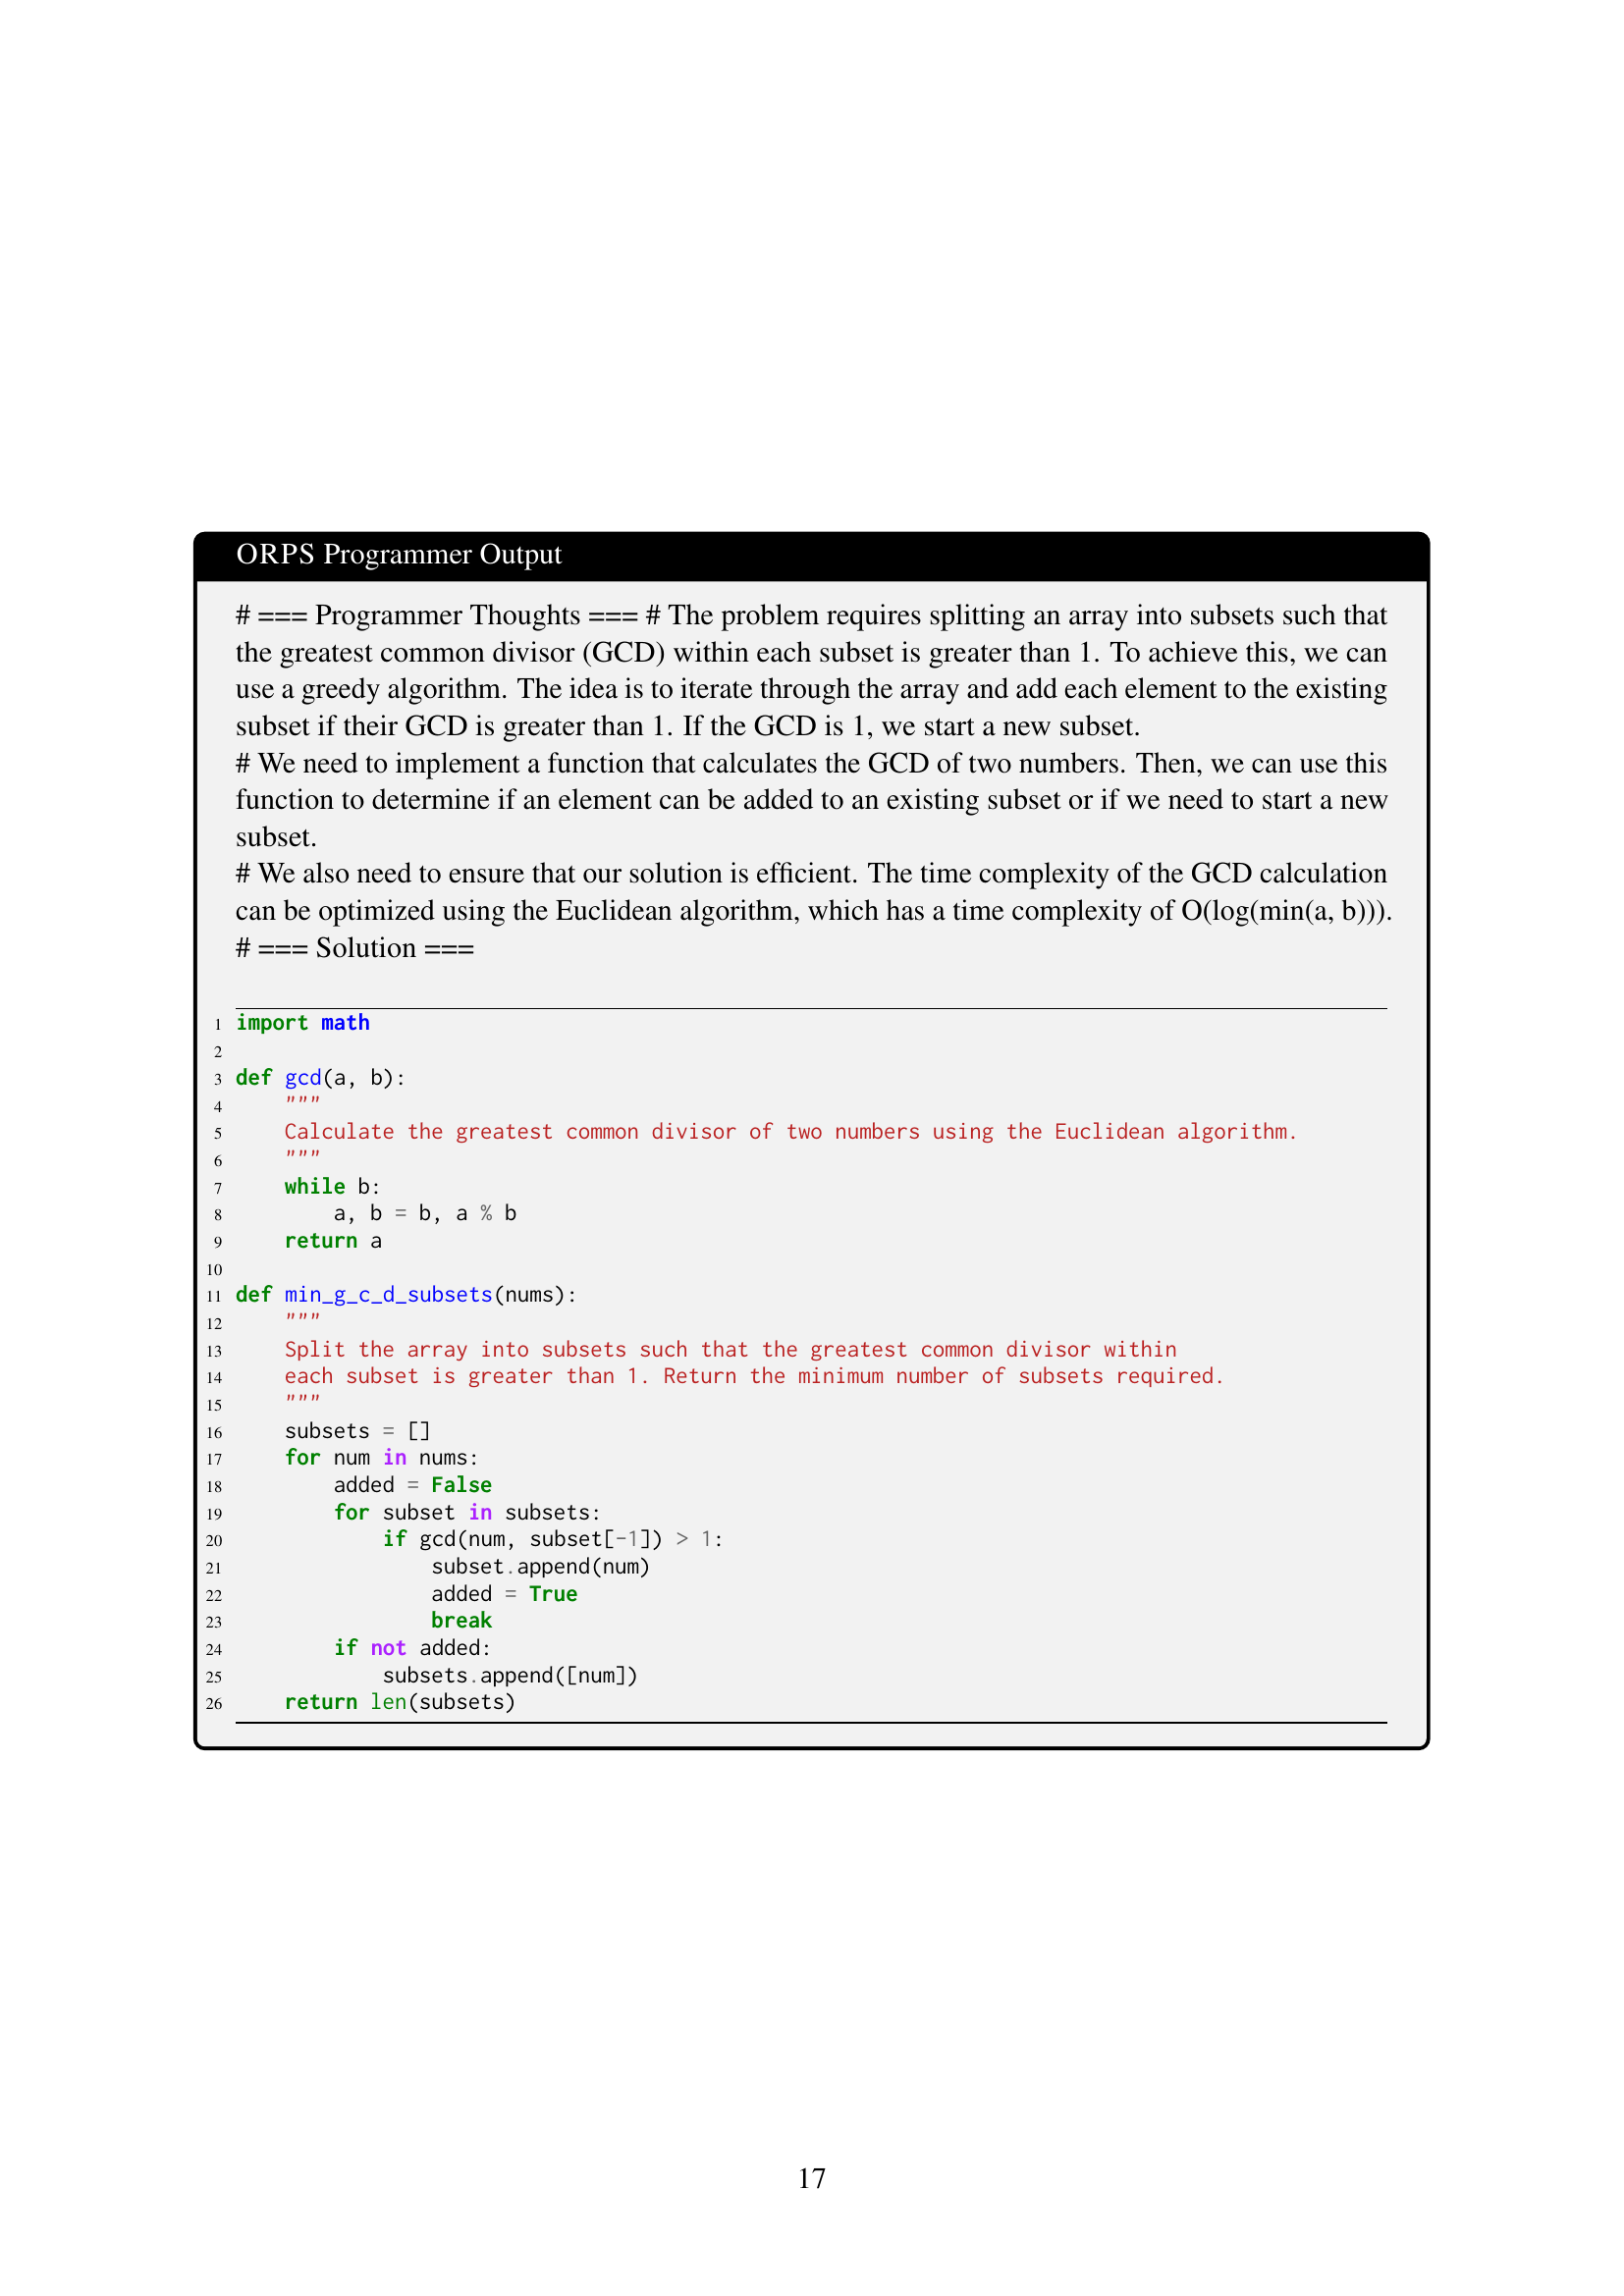 ORPS Programmer Output
# === Programmer Thoughts === # The problem requires splitting an array into subsets such that
the greatest common divisor (GCD) within each subset is greater than 1. To achieve this, we can
use a greedy algorithm. The idea is to iterate through the array and add each element to the existing
subset if their GCD is greater than 1. If the GCD is 1, we start a new subset.
# We need to implement a function that calculates the GCD of two numbers. Then, we can use this
function to determine if an element can be added to an existing subset or if we need to start a new
subset.
# We also need to ensure that our solution is efficient. The time complexity of the GCD calculation
can be optimized using the Euclidean algorithm, which has a time complexity of O(log(min(a, b))).
# === Solution ===
1 import math
2
3 def gcd(a, b):
4     """
5     Calculate the greatest common divisor of two numbers using the Euclidean algorithm.
6     """
7     while b:
8         a, b = b, a % b
9     return a
10
11 def min_g_c_d_subsets(nums):
12     """
13     Split the array into subsets such that the greatest common divisor within
14     each subset is greater than 1. Return the minimum number of subsets required.
15     """
16     subsets = []
17     for num in nums:
18         added = False
19         for subset in subsets:
20             if gcd(num, subset[-1]) > 1:
21                 subset.append(num)
22                 added = True
23                 break
24         if not added:
25             subsets.append([num])
26     return len(subsets)
17